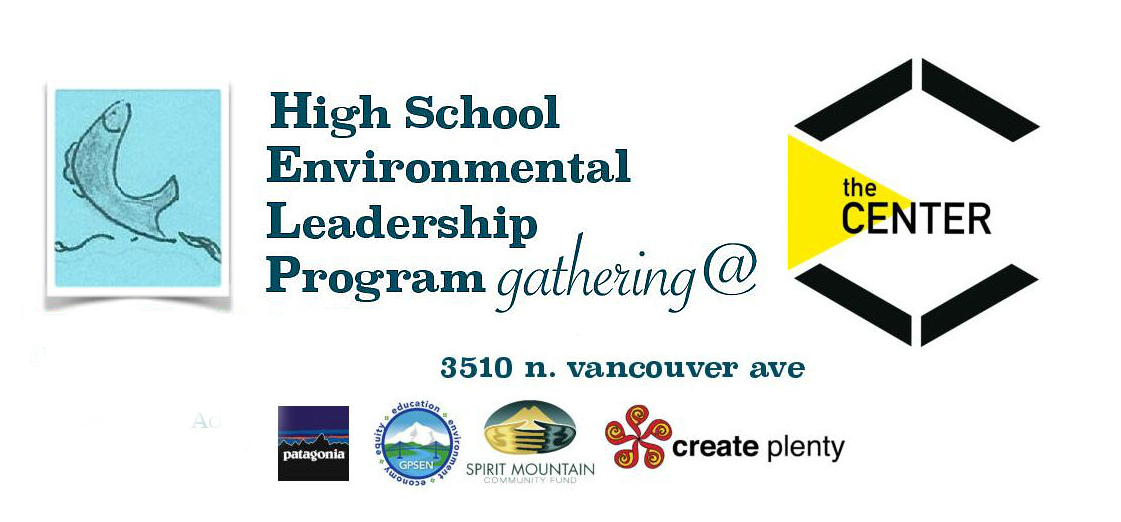 High School
Environmental
Leadership
Program gathering @
the
CENTER
3510 n. vancouver ave
patagonia
equity education environment economy
GPSEN
SPIRIT MOUNTAIN
COMMUNITY FUND
create plenty